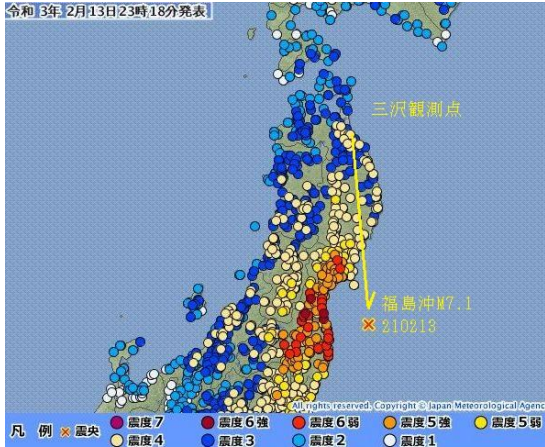 令和 3年 2月13日23時18分発表
三沢観測点
福島沖M7.1
210213
All rights reserved. Copyright © Japan Meteorological Agency
凡 例 震央 震度7 震度6強 震度6弱 震度5強 震度5弱
震度4 震度3 震度2 震度1